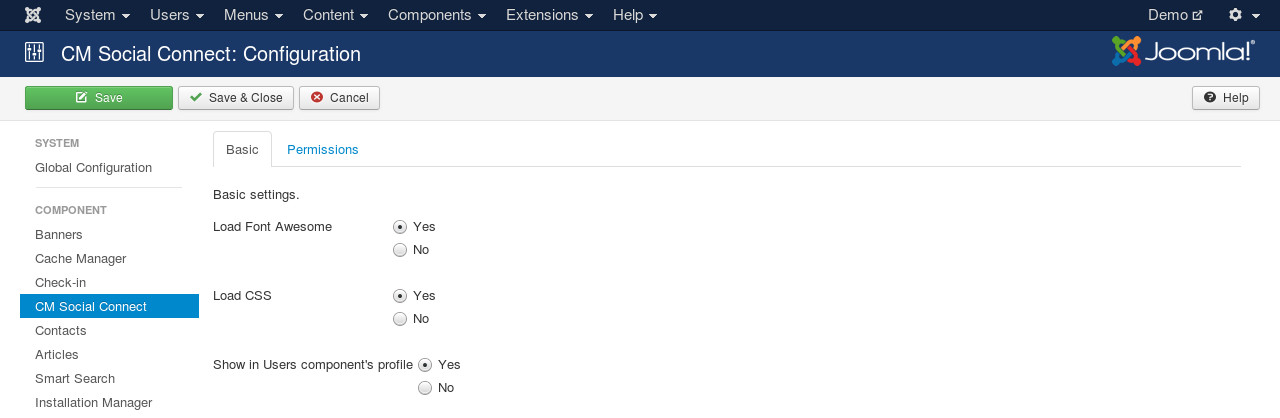 System Users Menus Content Components Extensions Help Demo
CM Social Connect: Configuration Joomla!®
Save Save & Close Cancel Help
SYSTEM
Global Configuration
COMPONENT
Banners
Cache Manager
Check-in
CM Social Connect
Contacts
Articles
Smart Search
Installation Manager
Basic Permissions
Basic settings.
Load Font Awesome Yes
No
Load CSS Yes
No
Show in Users component's profile Yes
No